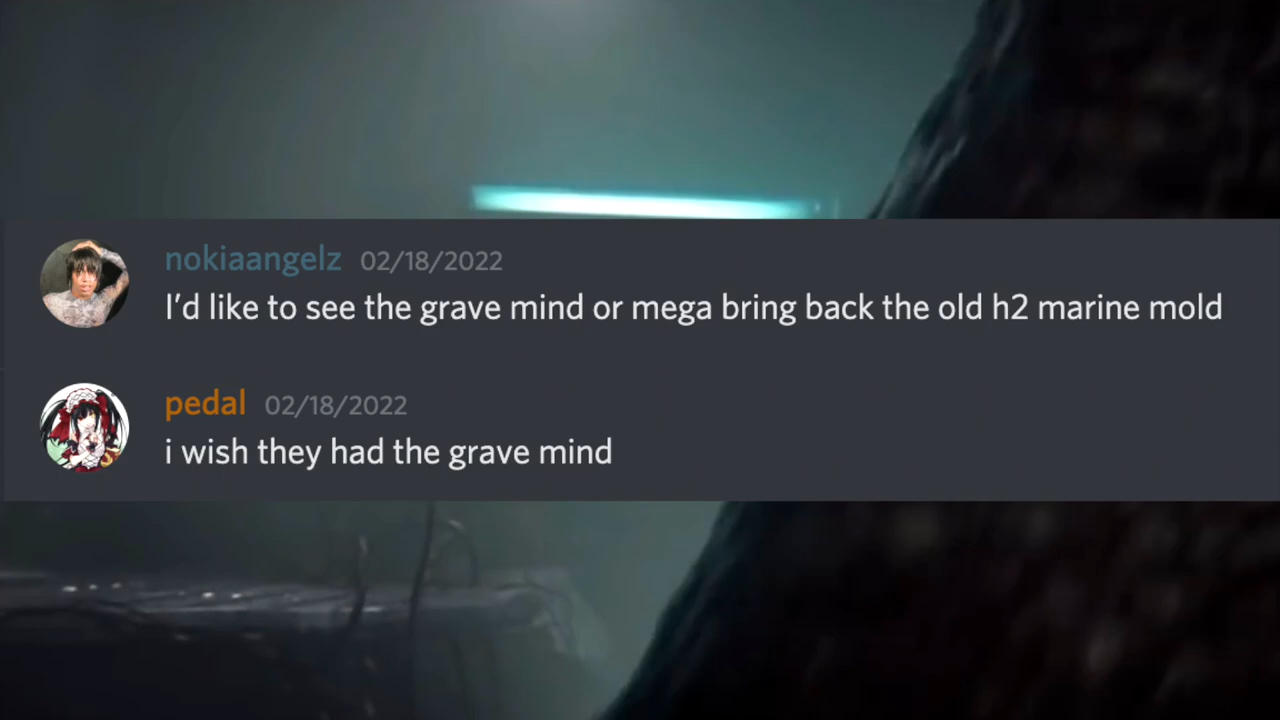 nokiaangelz 02/18/2022
I'd like to see the grave mind or mega bring back the old h2 marine mold
pedal 02/18/2022
i wish they had the grave mind